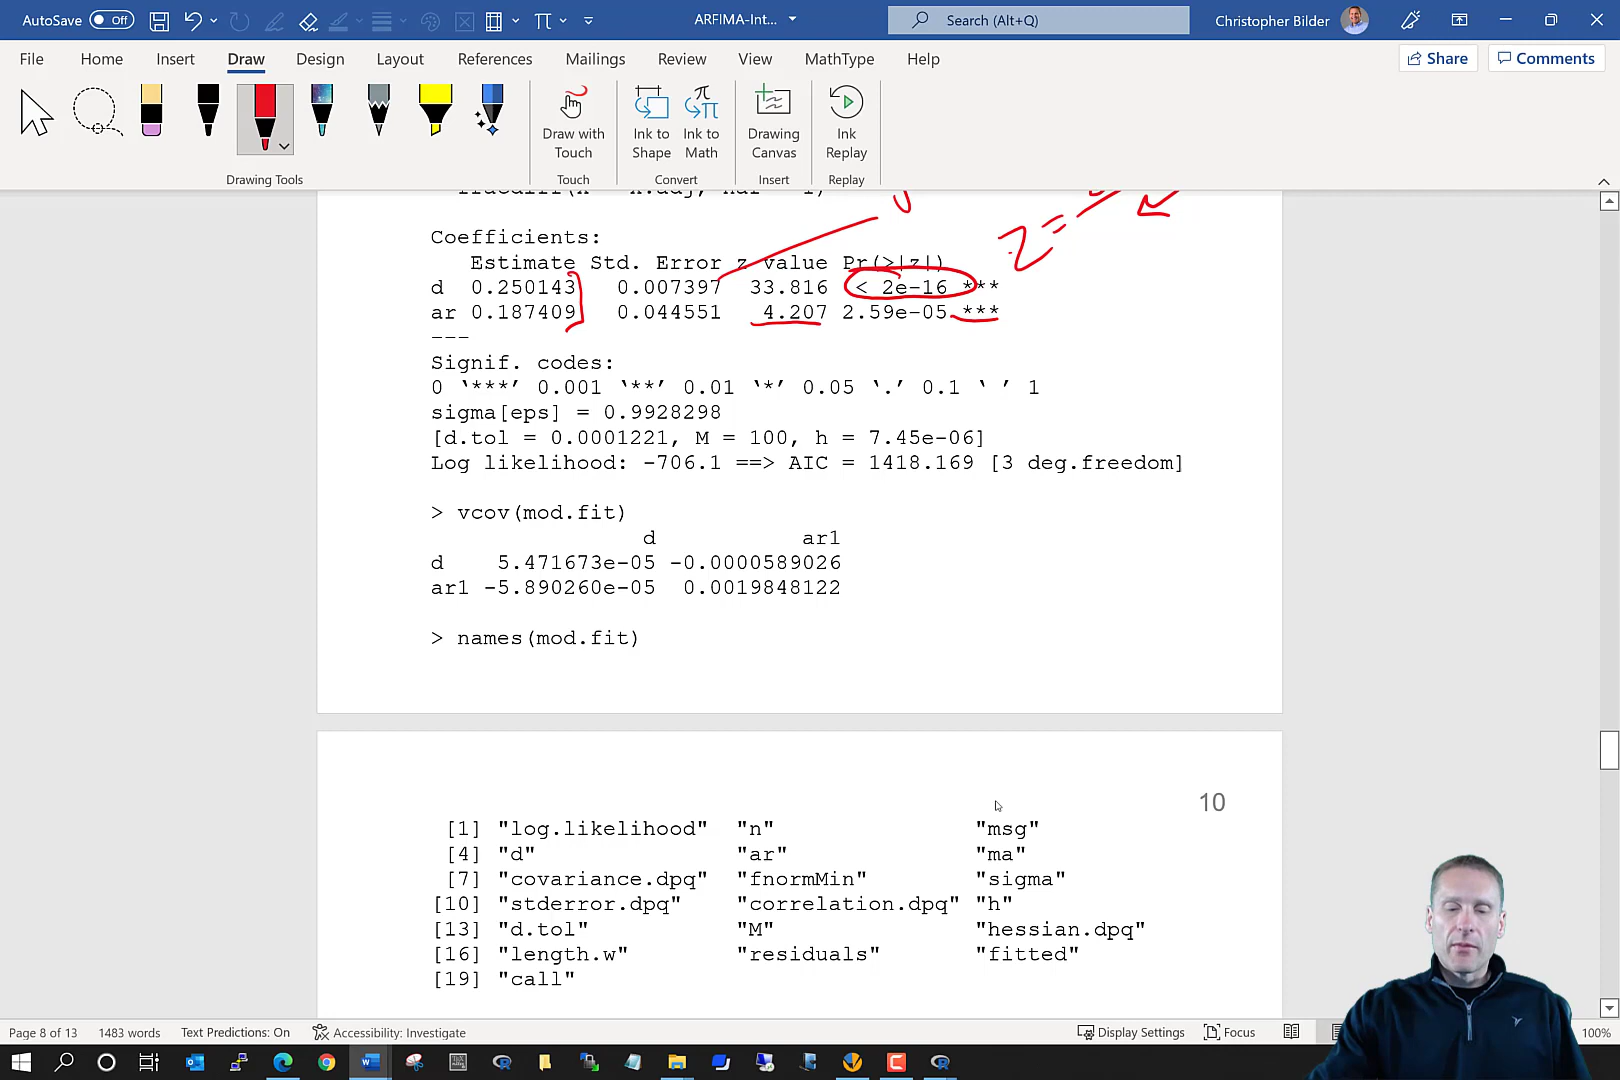 AutoSave Off ARFIMA-Int... Search (Alt+Q) Christopher Bilder
File Home Insert Draw Design Layout References Mailings Review View MathType Help Share Comments
Draw with Touch
Ink to Shape
Ink to Math
Drawing Canvas
Ink Replay
Drawing Tools Touch Convert Insert Replay
z =
Coefficients:
Estimate Std. Error z value Pr(>|z|)
d 0.250143 0.007397 33.816 < 2e-16 ***
ar 0.187409 0.044551 4.207 2.59e-05 ***
---
Signif. codes:
0 ‘***’ 0.001 ‘**’ 0.01 ‘*’ 0.05 ‘.’ 0.1 ‘ ’ 1
sigma[eps] = 0.9928298
[d.tol = 0.0001221, M = 100, h = 7.45e-06]
Log likelihood: -706.1 ==> AIC = 1418.169 [3 deg.freedom]
> vcov(mod.fit)
d ar1
d 5.471673e-05 -0.0000589026
ar1 -5.890260e-05 0.0019848122
> names(mod.fit)
10
[1] "log.likelihood" "n" "msg"
[4] "d" "ar" "ma"
[7] "covariance.dpq" "fnormMin" "sigma"
[10] "stderror.dpq" "correlation.dpq" "h"
[13] "d.tol" "M" "hessian.dpq"
[16] "length.w" "residuals" "fitted"
[19] "call"
Page 8 of 13 1483 words Text Predictions: On Accessibility: Investigate Display Settings Focus 100%